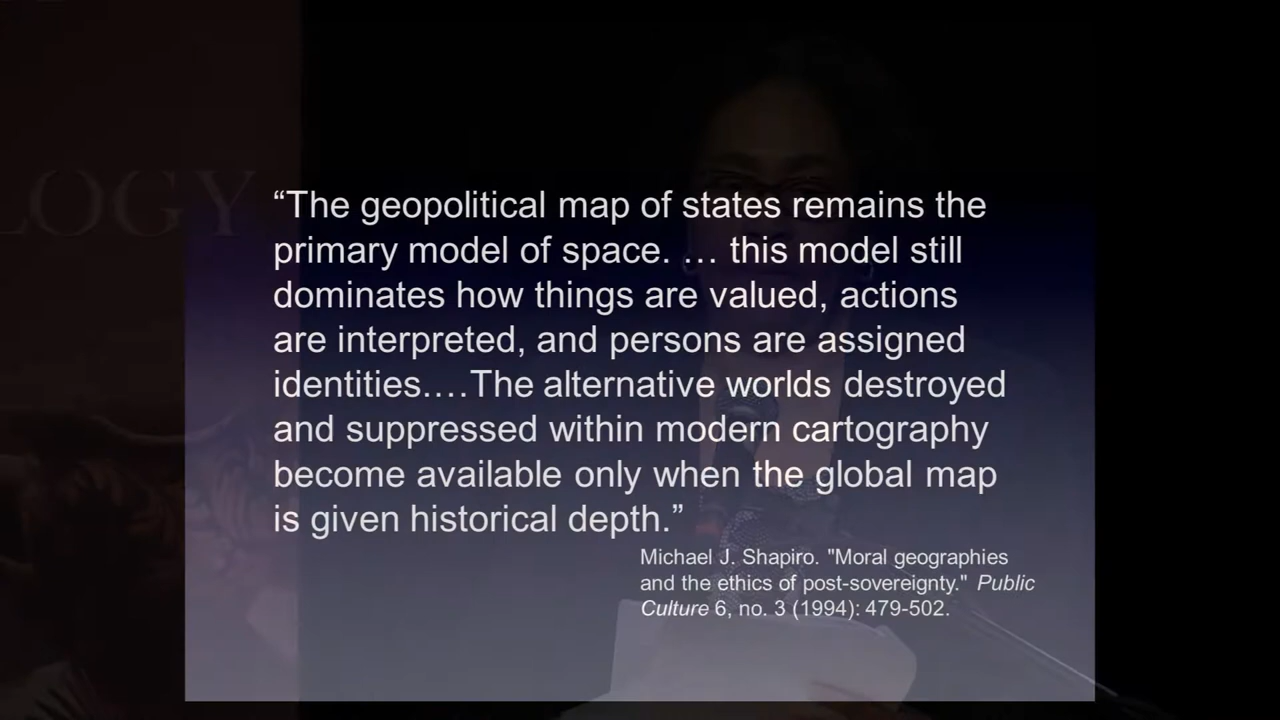 LOGY
“The geopolitical map of states remains the
primary model of space. … this model still
dominates how things are valued, actions
are interpreted, and persons are assigned
identities.…The alternative worlds destroyed
and suppressed within modern cartography
become available only when the global map
is given historical depth.”
Michael J. Shapiro. "Moral geographies
and the ethics of post-sovereignty." Public
Culture 6, no. 3 (1994): 479-502.